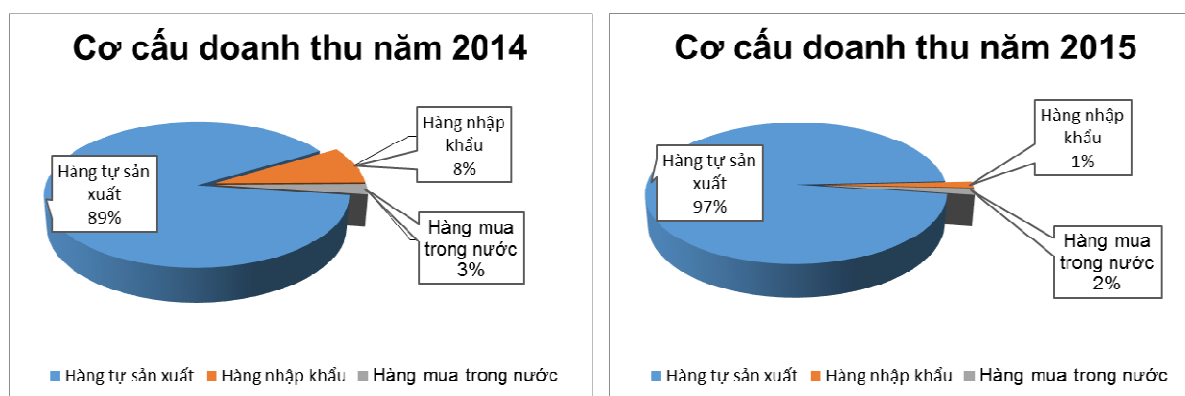 Cơ cấu doanh thu năm 2014
Hàng nhập
khẩu
8%
Hàng tự sản
xuất
89%
Hàng mua
trong nước
3%
Hàng tự sản xuất Hàng nhập khẩu Hàng mua trong nước
Cơ cấu doanh thu năm 2015
Hàng nhập
khẩu
1%
Hàng tự sản
xuất
97%
Hàng mua
trong nước
2%
Hàng tự sản xuất Hàng nhập khẩu Hàng mua trong nước